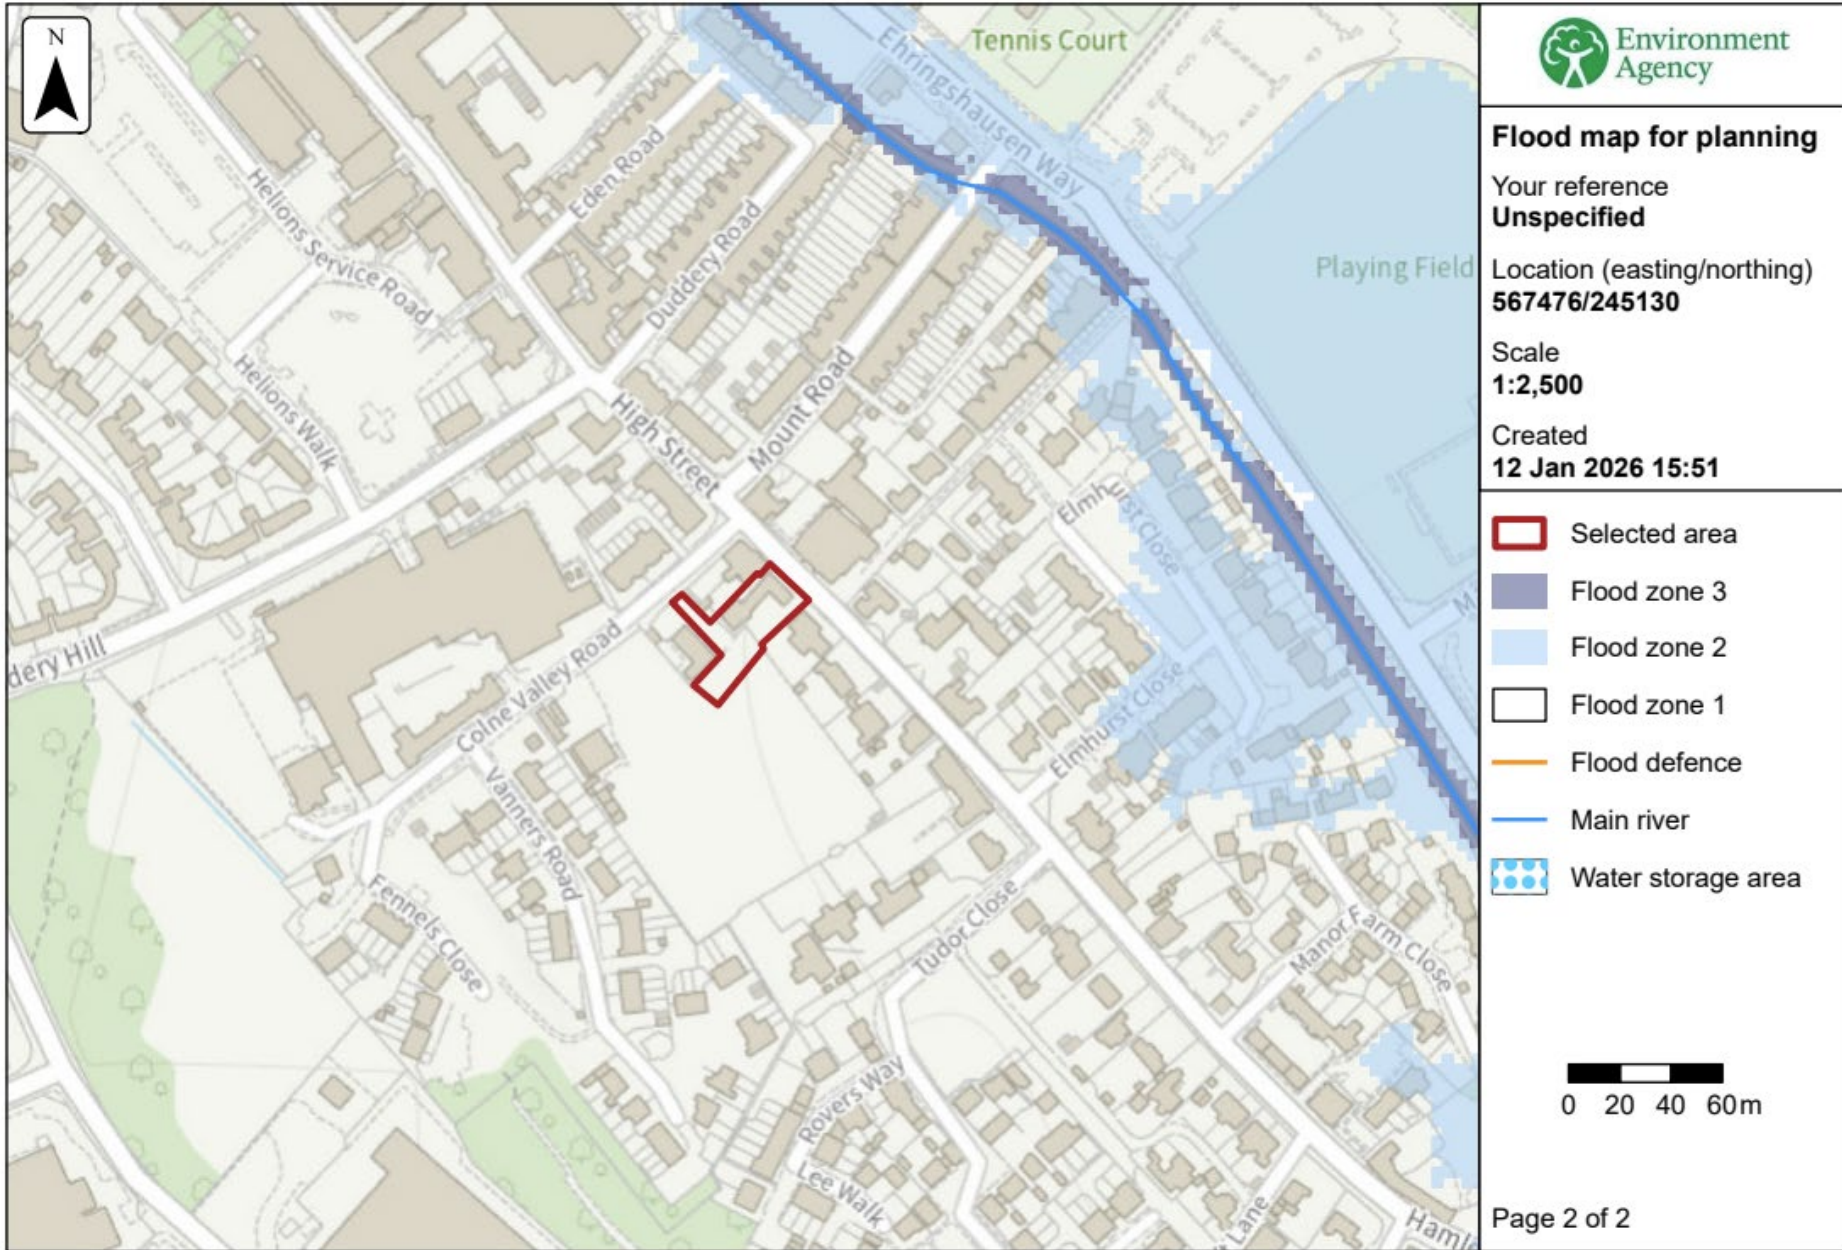 N
Tennis Court
Ehringshausen Way
Eden Road
Helions Service Road
Duddery Road
Playing Field
Helions Walk
High Street
Mount Road
Elmhurst Close
dery Hill
Colne Valley Road
Elmhurst Close
Vanners Road
Fennels Close
Tudor Close
Manor Farm Close
Rovers Way
Lee Walk
Lane
Haml
Environment
Agency
Flood map for planning
Your reference
Unspecified
Location (easting/northing)
567476/245130
Scale
1:2,500
Created
12 Jan 2026 15:51
Selected area
Flood zone 3
Flood zone 2
Flood zone 1
Flood defence
Main river
Water storage area
0 20 40 60m
Page 2 of 2